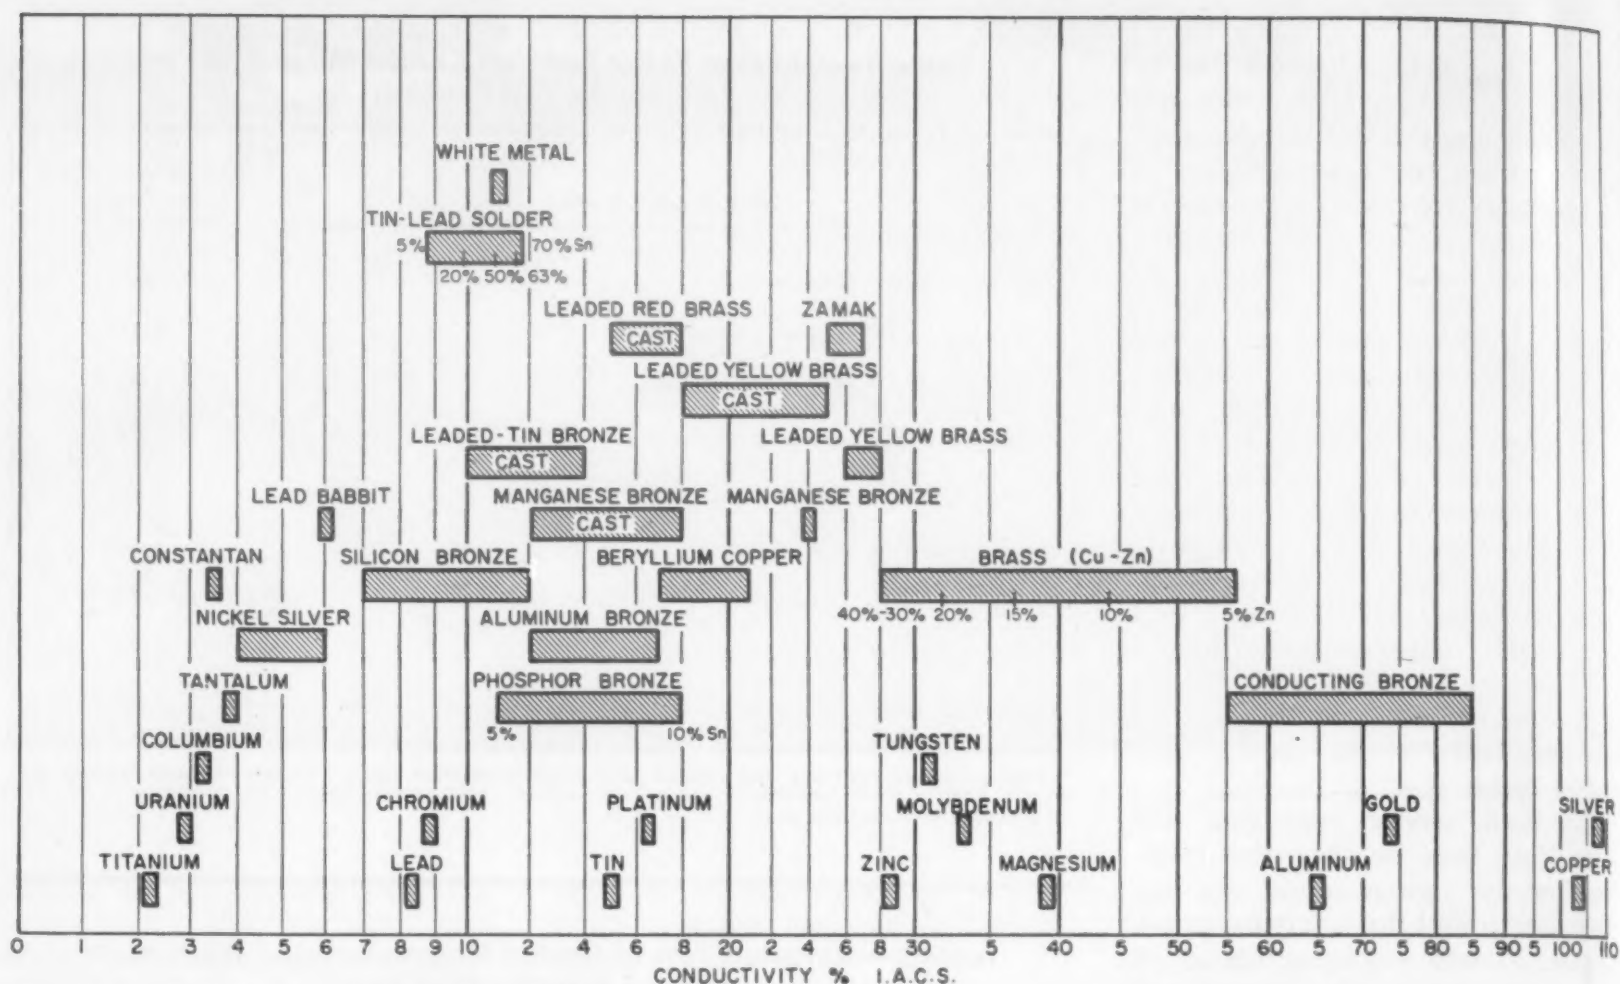 WHITE METAL
TIN-LEAD SOLDER
5% 70% Sn
20% 50% 63%
LEADED RED BRASS ZAMAK
CAST
LEADED YELLOW BRASS
CAST
LEADED-TIN BRONZE LEADED YELLOW BRASS
CAST
LEAD BABBIT MANGANESE BRONZE MANGANESE BRONZE
CAST
CONSTANTAN SILICON BRONZE BERYLLIUM COPPER BRASS (Cu-Zn)
40%-30% 20% 15% 10% 5% Zn
NICKEL SILVER ALUMINUM BRONZE
TANTALUM PHOSPHOR BRONZE CONDUCTING BRONZE
5% 10% Sn
COLUMBIUM TUNGSTEN
URANIUM CHROMIUM PLATINUM MOLYBDENUM GOLD SILVER
TITANIUM LEAD TIN ZINC MAGNESIUM ALUMINUM COPPER
0 1 2 3 4 5 6 7 8 9 10 2 4 6 8 20 2 4 6 8 30 5 40 5 50 5 60 5 70 5 80 5 90 5 100 110
CONDUCTIVITY % I.A.C.S.